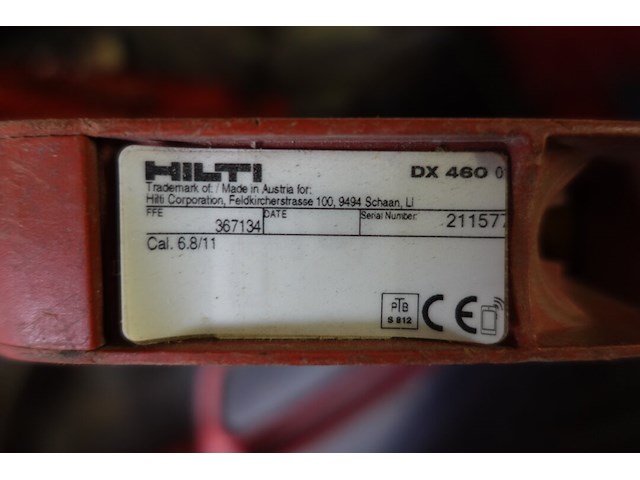 HILTI DX 460
Trademark of: / Made in Austria for:
Hilti Corporation, Feldkircherstrasse 100, 9494 Schaan, LI
FFE DATE Serial Number:
367134 211577
Cal. 6.8/11
PTB
S 812
CE